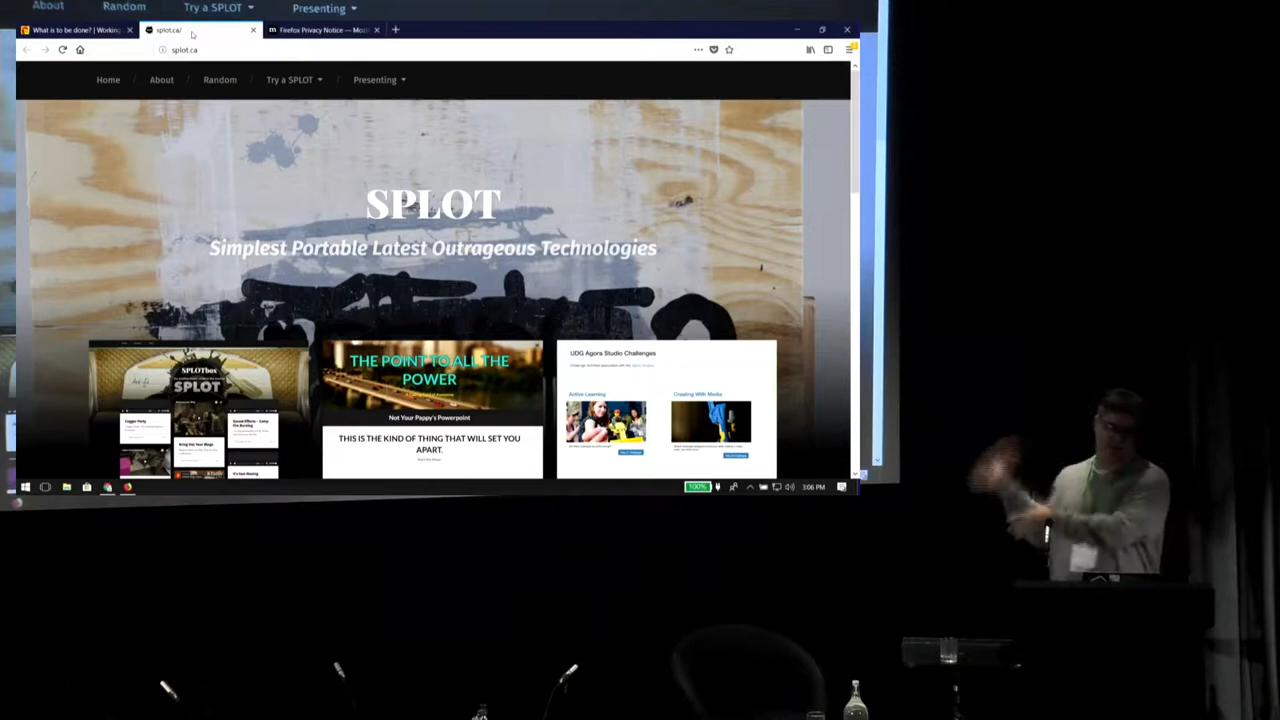 About Random Try a SPLOT Presenting
What is to be done? | Working
splot.ca/
Firefox Privacy Notice — Mozi
splot.ca
Home / About / Random / Try a SPLOT / Presenting
SPLOT
Simplest Portable Latest Outrageous Technologies
SPLOTbox
SPLOT
THE POINT TO ALL THE
POWER
Not Your Pappy's Powerpoint
THIS IS THE KIND OF THING THAT WILL SET YOU
APART.
UDG Agora Studio Challenges
Active Learning
Creating With Media
100%
3:06 PM